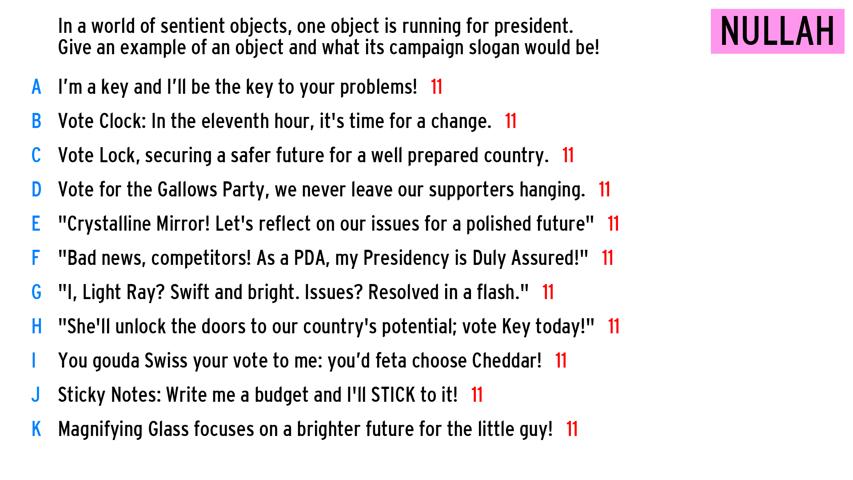 In a world of sentient objects, one object is running for president.
Give an example of an object and what its campaign slogan would be!
NULLAH
A I'm a key and I'll be the key to your problems! 11
B Vote Clock: In the eleventh hour, it's time for a change. 11
C Vote Lock, securing a safer future for a well prepared country. 11
D Vote for the Gallows Party, we never leave our supporters hanging. 11
E "Crystalline Mirror! Let's reflect on our issues for a polished future" 11
F "Bad news, competitors! As a PDA, my Presidency is Duly Assured!" 11
G "I, Light Ray? Swift and bright. Issues? Resolved in a flash." 11
H "She'll unlock the doors to our country's potential; vote Key today!" 11
I You gouda Swiss your vote to me: you'd feta choose Cheddar! 11
J Sticky Notes: Write me a budget and I'll STICK to it! 11
K Magnifying Glass focuses on a brighter future for the little guy! 11